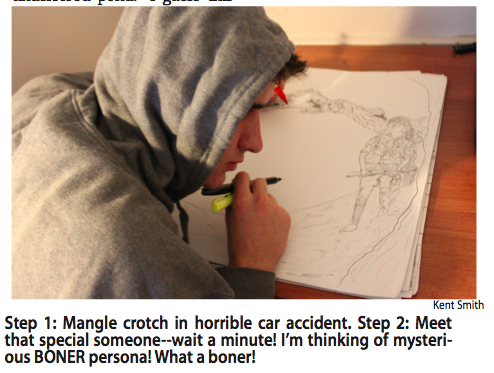 Kent Smith
Step 1: Mangle crotch in horrible car accident. Step 2: Meet
that special someone--wait a minute! I'm thinking of mysteri-
ous BONER persona! What a boner!